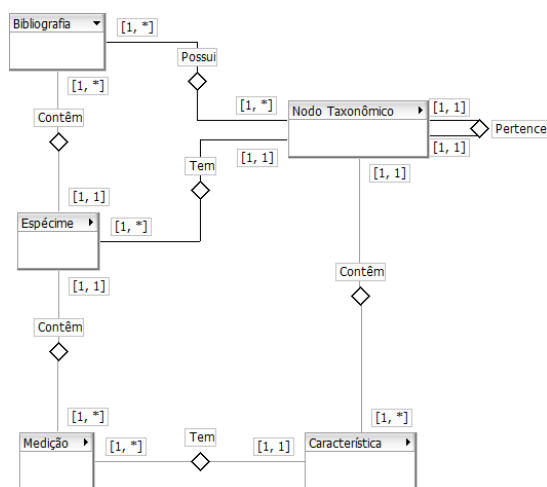 Bibliografia
[1, *]
Possui
[1, *]
[1, *]
Nodo Taxonômico
[1, 1]
Contêm
Pertence
Tem
[1, 1]
[1, 1]
[1, 1]
[1, 1]
Espécime
[1, *]
Contêm
[1, 1]
Contêm
[1, *]
[1, *]
Medição
[1, *]
Tem
[1, 1]
Característica